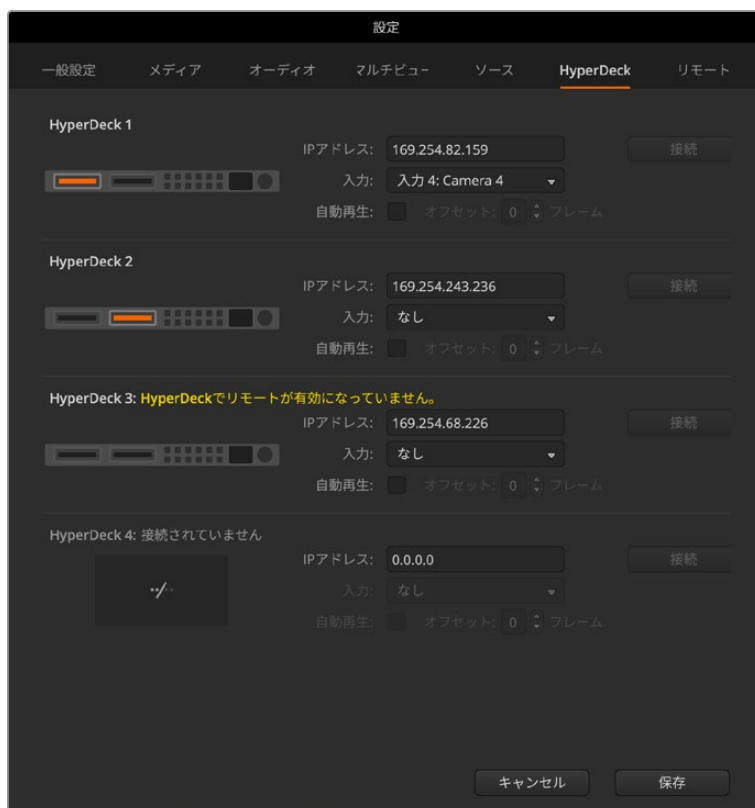 設定
一般設定 メディア オーディオ マルチビュー ソース HyperDeck リモート
HyperDeck 1
IPアドレス: 169.254.82.159 接続
入力: 入力 4: Camera 4
自動再生: オフセット: 0 フレーム
HyperDeck 2
IPアドレス: 169.254.243.236 接続
入力: なし
自動再生: オフセット: 0 フレーム
HyperDeck 3: HyperDeckでリモートが有効になっていません。
IPアドレス: 169.254.68.226 接続
入力: なし
自動再生: オフセット: 0 フレーム
HyperDeck 4: 接続されていません
IPアドレス: 0.0.0.0 接続
入力: なし
自動再生: オフセット: 0 フレーム
キャンセル 保存